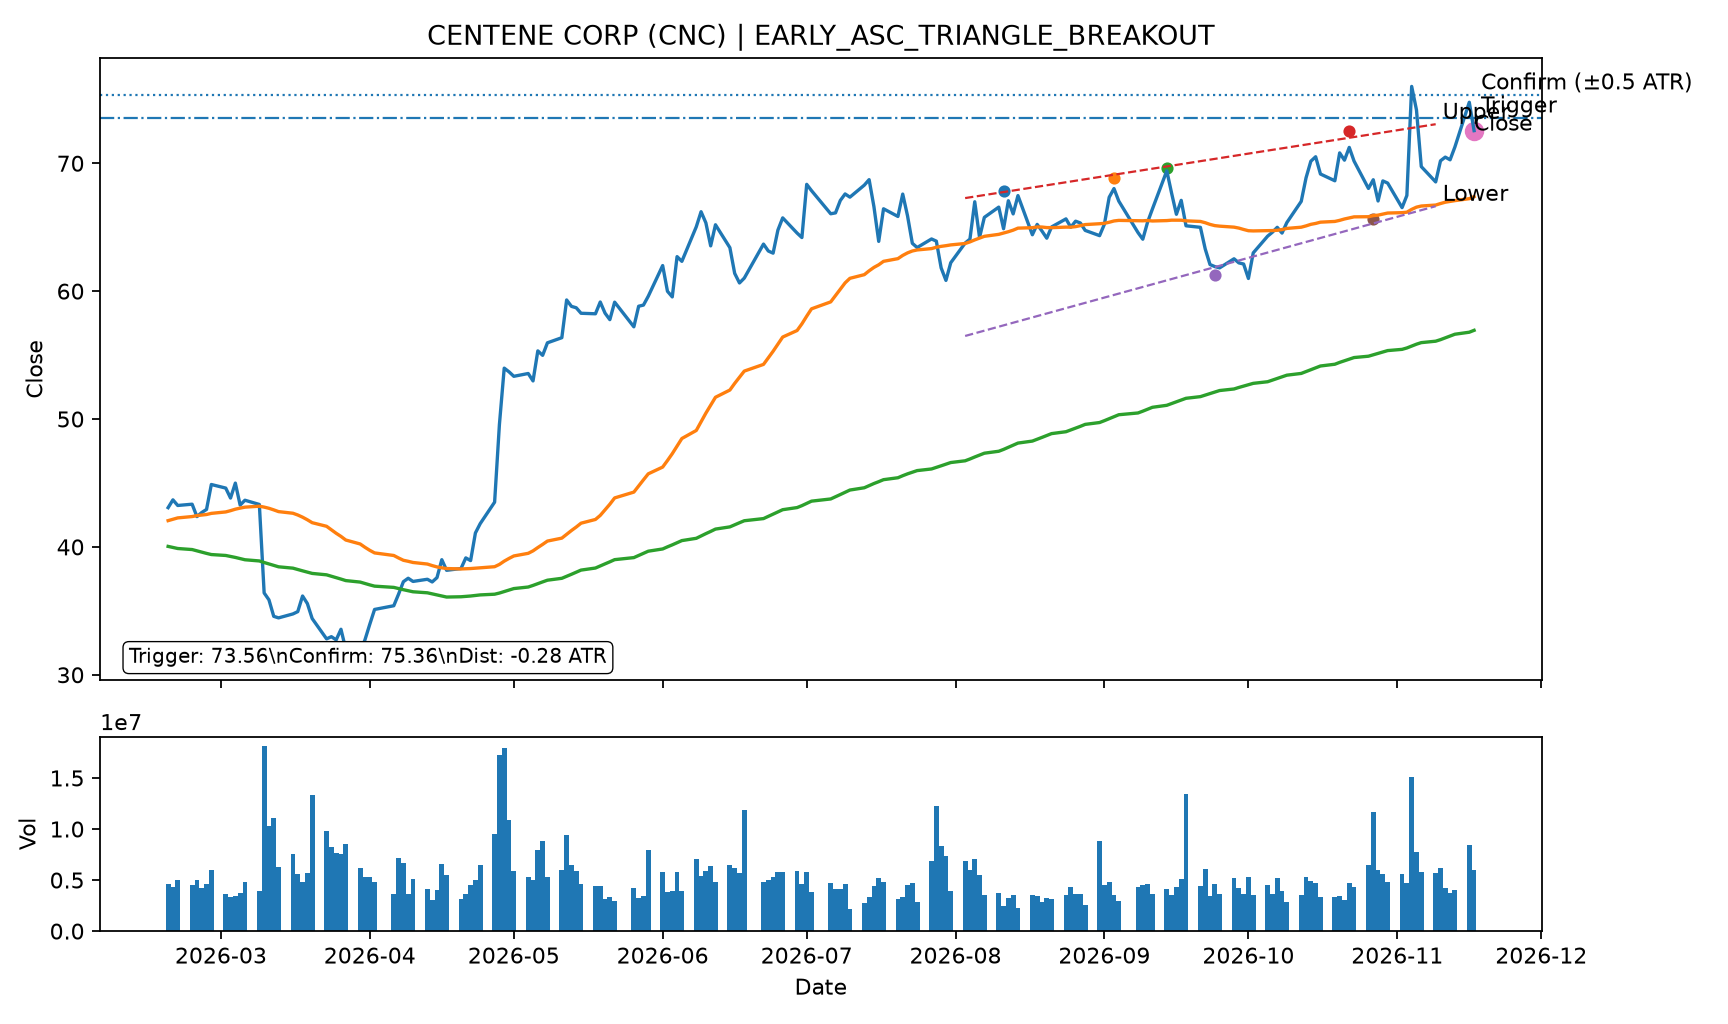 CENTENE CORP (CNC) | EARLY_ASC_TRIANGLE_BREAKOUT
Confirm (±0.5 ATR)
Trigger
Upper
Close
Lower
70
60
50
40
30
Close
Trigger: 73.56\nConfirm: 75.36\nDist: -0.28 ATR
1e7
1.5
1.0
0.5
0.0
Vol
2026-03 2026-04 2026-05 2026-06 2026-07 2026-08 2026-09 2026-10 2026-11 2026-12
Date